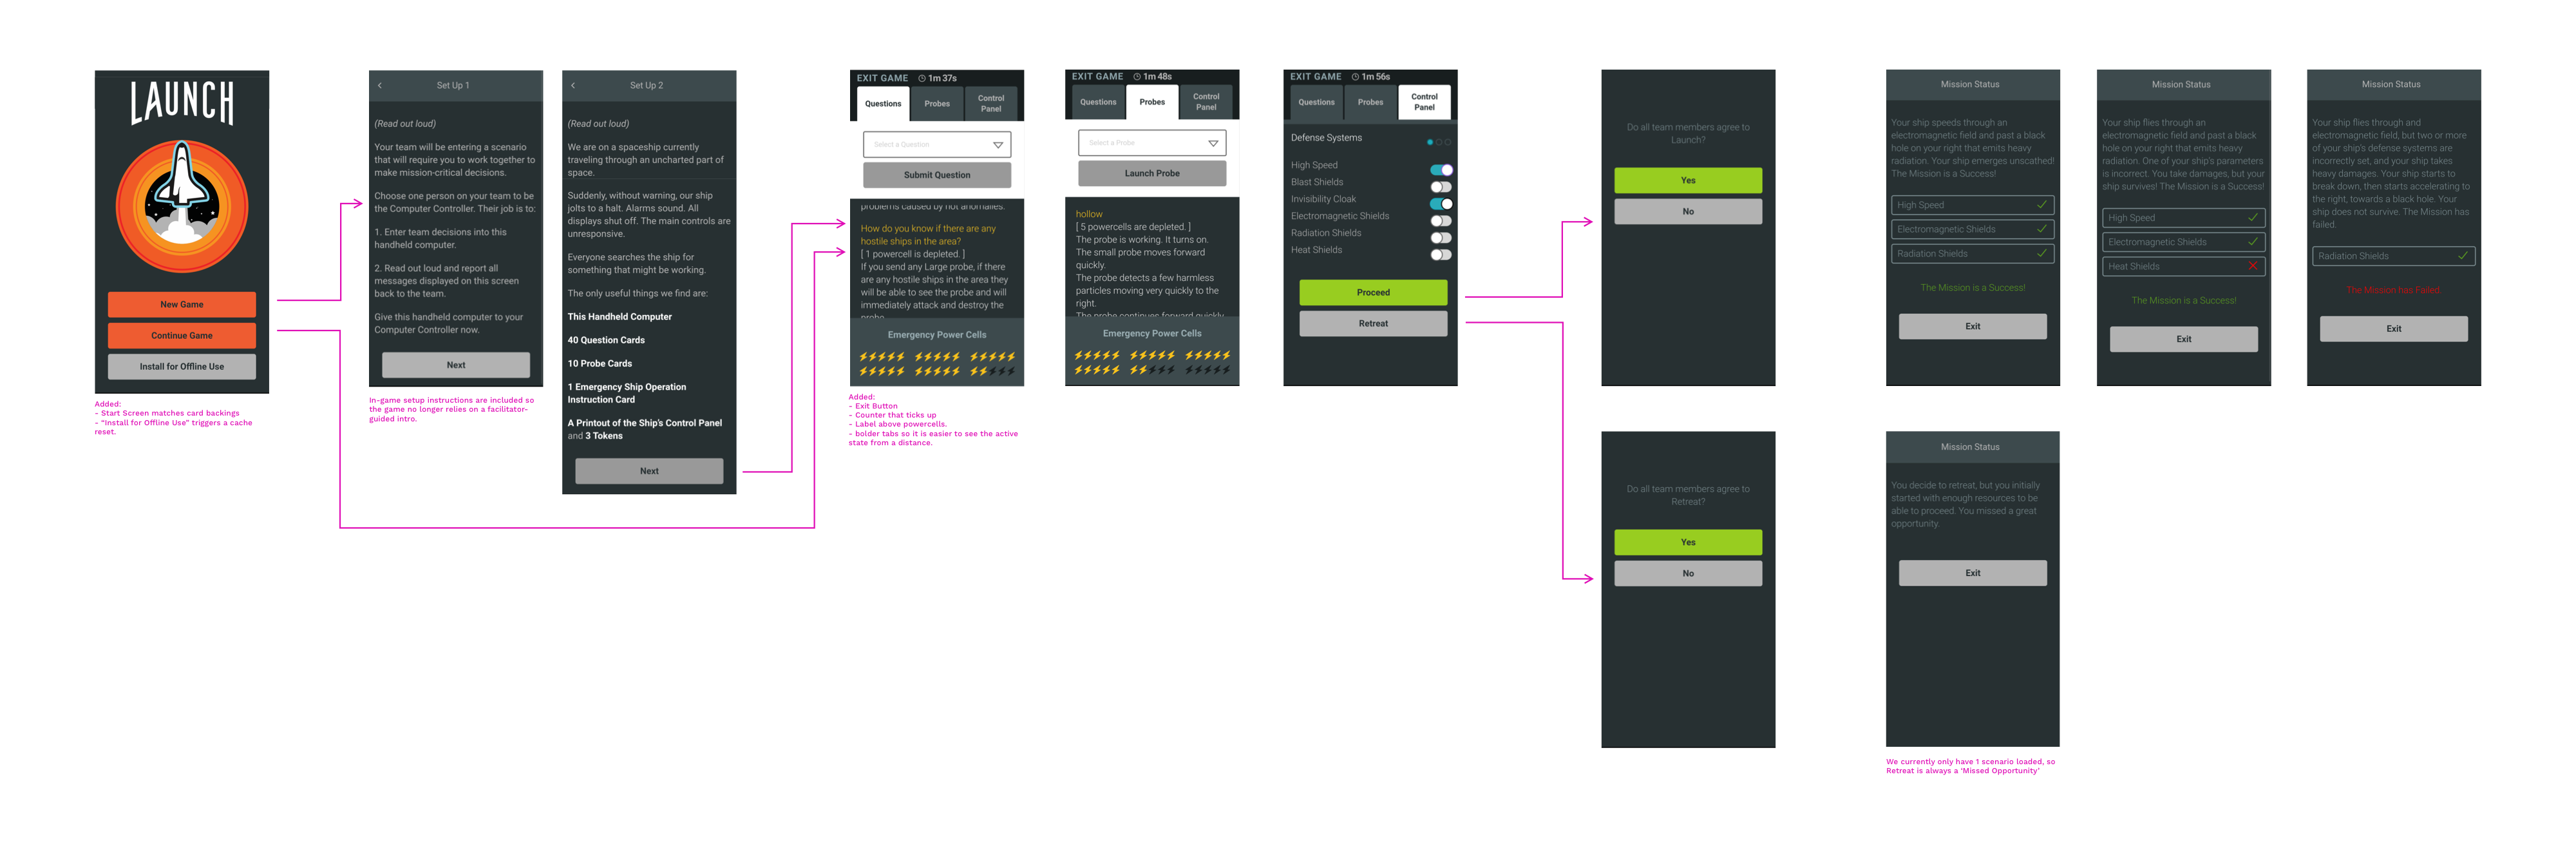 LAUNCH
New Game
Continue Game
Install for Offline Use
Added:
- Start Screen matches card backings
- "Install for Offline Use" triggers a cache
reset.
Set Up 1
(Read out loud)
Your team will be entering a scenario
that will require you to work together to
make mission-critical decisions.
Choose one person on your team to be
the Computer Controller. Their job is to:
1. Enter team decisions into this
handheld computer.
2. Read out loud and report all
messages displayed on this screen
back to the team.
Give this handheld computer to your
Computer Controller now.
Next
In-game setup instructions are included so
the game no longer relies on a facilitator-
guided intro.
Set Up 2
(Read out loud)
We are on a spaceship currently
traveling through an uncharted part of
space.
Suddenly, without warning, our ship
jolts to a halt. Alarms sound. All
displays shut off. The main controls are
unresponsive.
Everyone searches the ship for
something that might be working.
The only useful things we find are:
This Handheld Computer
40 Question Cards
10 Probe Cards
1 Emergency Ship Operation
Instruction Card
A Printout of the Ship's Control Panel
and 3 Tokens
Next
EXIT GAME 1m 37s
Questions
Probes
Control
Panel
Select a Question
Submit Question
problems caused by hot anomalies.
How do you know if there are any
hostile ships in the area?
[ 1 powercell is depleted. ]
If you send any Large probe, if there
are any hostile ships in the area they
will be able to see the probe and will
immediately attack and destroy the
probe.
Emergency Power Cells
Added:
- Exit Button
- Counter that ticks up
- Label above powercells.
- bolder tabs so it is easier to see the active
state from a distance.
EXIT GAME 1m 48s
Questions
Probes
Control
Panel
Select a Probe
Launch Probe
hollow
[ 5 powercells are depleted. ]
The probe is working. It turns on.
The small probe moves forward
quickly.
The probe detects a few harmless
particles moving very quickly to the
right.
The probe continues forward quickly
Emergency Power Cells
EXIT GAME 1m 56s
Questions
Probes
Control
Panel
Defense Systems
High Speed
Blast Shields
Invisibility Cloak
Electromagnetic Shields
Radiation Shields
Heat Shields
Proceed
Retreat
Do all team members agree to
Launch?
Yes
No
Do all team members agree to
Retreat?
Yes
No
Mission Status
Your ship speeds through an
electromagnetic field and past a black
hole on your right that emits heavy
radiation. Your ship emerges unscathed!
The Mission is a Success!
High Speed
Electromagnetic Shields
Radiation Shields
The Mission is a Success!
Exit
Mission Status
Your ship flies through an
electromagnetic field and past a black
hole on your right that emits heavy
radiation. One of your ship's parameters
is incorrect. You take damages, but your
ship survives! The Mission is a Success!
High Speed
Electromagnetic Shields
Heat Shields
The Mission is a Success!
Exit
Mission Status
Your ship flies through and
electromagnetic field, but two or more
of your ship's defense systems are
incorrectly set, and your ship takes
heavy damages. Your ship starts to
break down, then starts accelerating to
the right, towards a black hole. Your
ship does not survive. The Mission has
failed.
Radiation Shields
The Mission has Failed
Exit
Mission Status
You decide to retreat, but you initially
started with enough resources to be
able to proceed. You missed a great
opportunity.
Exit
We currently only have 1 scenario loaded, so
Retreat is always a 'Missed Opportunity'